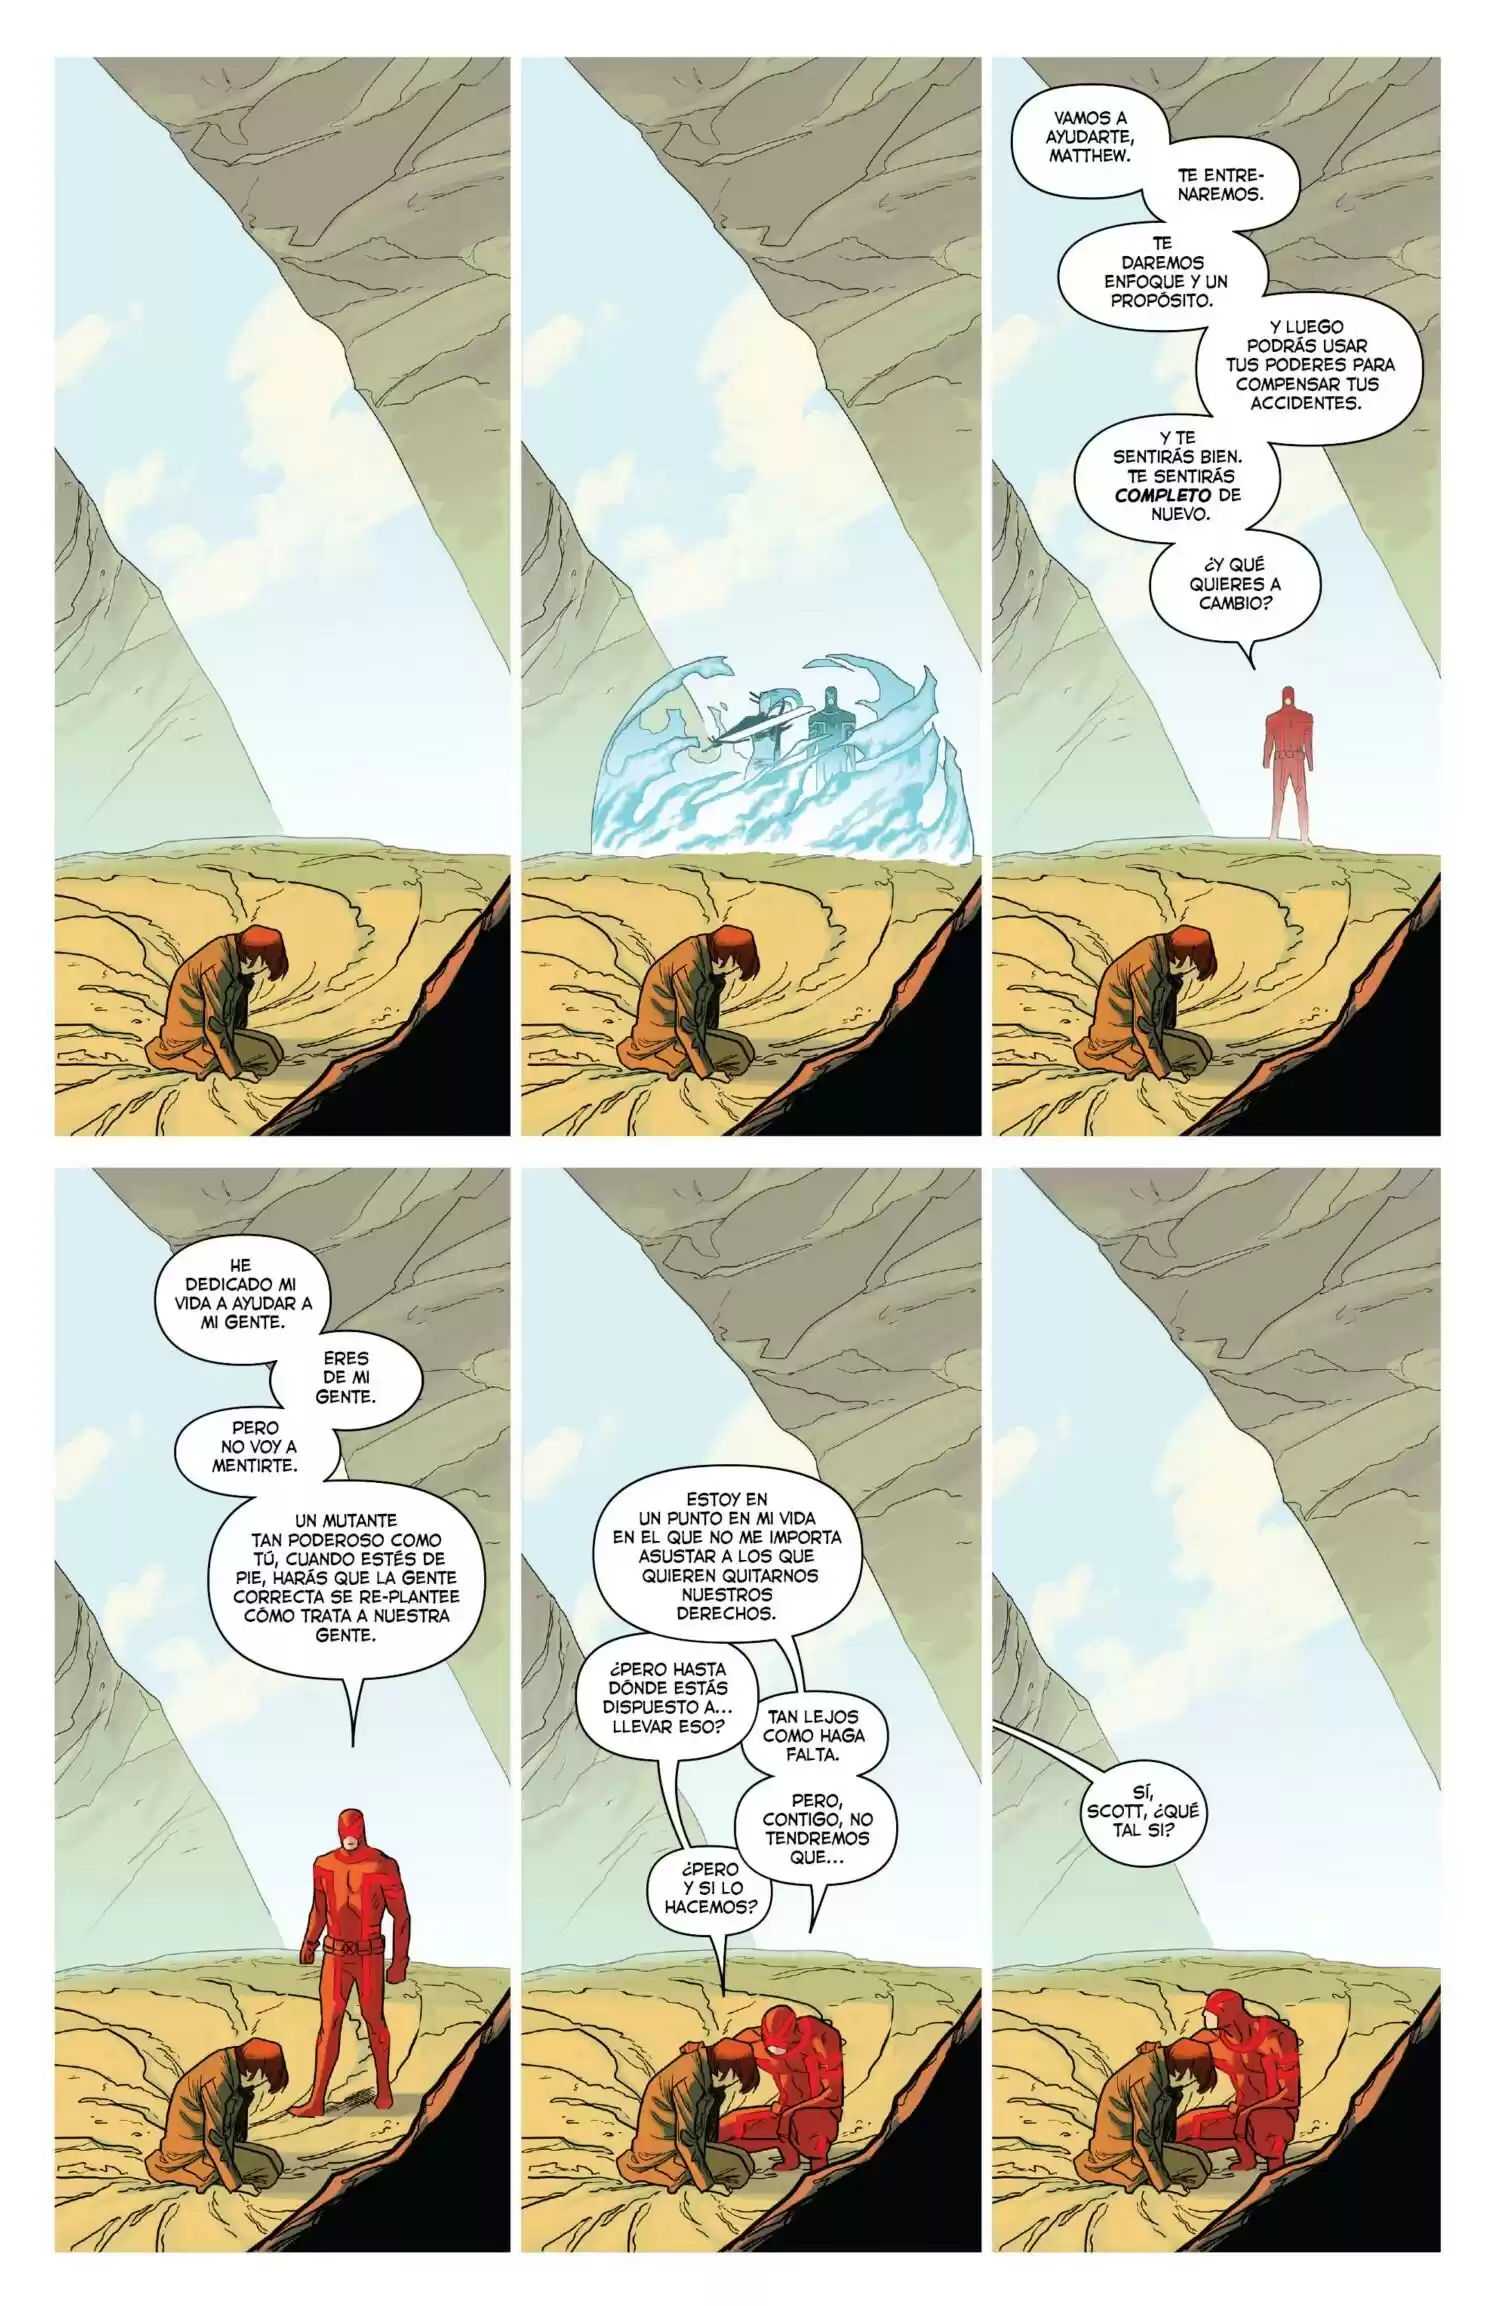 VAMOS A
AYUDARTE,
MATTHEW.
TE ENTRE-
NAREMOS.
TE
DAREMOS
ENFOQUE Y UN
PROPÓSITO.
Y LUEGO
PODRÁS USAR
TUS PODERES PARA
COMPENSAR TUS
ACCIDENTES.
Y TE
SENTIRÁS BIEN.
TE SENTIRÁS
COMPLETO DE
NUEVO.
¿Y QUÉ
QUIERES A
CAMBIO?
HE
DEDICADO MI
VIDA A AYUDAR A
MI GENTE.
ERES
DE MI
GENTE.
PERO
NO VOY A
MENTIRTE.
UN MUTANTE
TAN PODEROSO COMO
TÚ, CUANDO ESTÉS DE
PIE, HARÁS QUE LA GENTE
CORRECTA SE RE-PLANTEE
CÓMO TRATA A NUESTRA
GENTE.
ESTOY EN
UN PUNTO EN MI VIDA
EN EL QUE NO ME IMPORTA
ASUSTAR A LOS QUE
QUIEREN QUITARNOS
NUESTROS
DERECHOS.
¿PERO HASTA
DÓNDE ESTÁS
DISPUESTO A...
LLEVAR ESO?
TAN LEJOS
COMO HAGA
FALTA.
PERO,
CONTIGO, NO
TENDREMOS
QUE...
¿PERO
Y SI LO
HACEMOS?
SÍ,
SCOTT, ¿QUÉ
TAL SI?